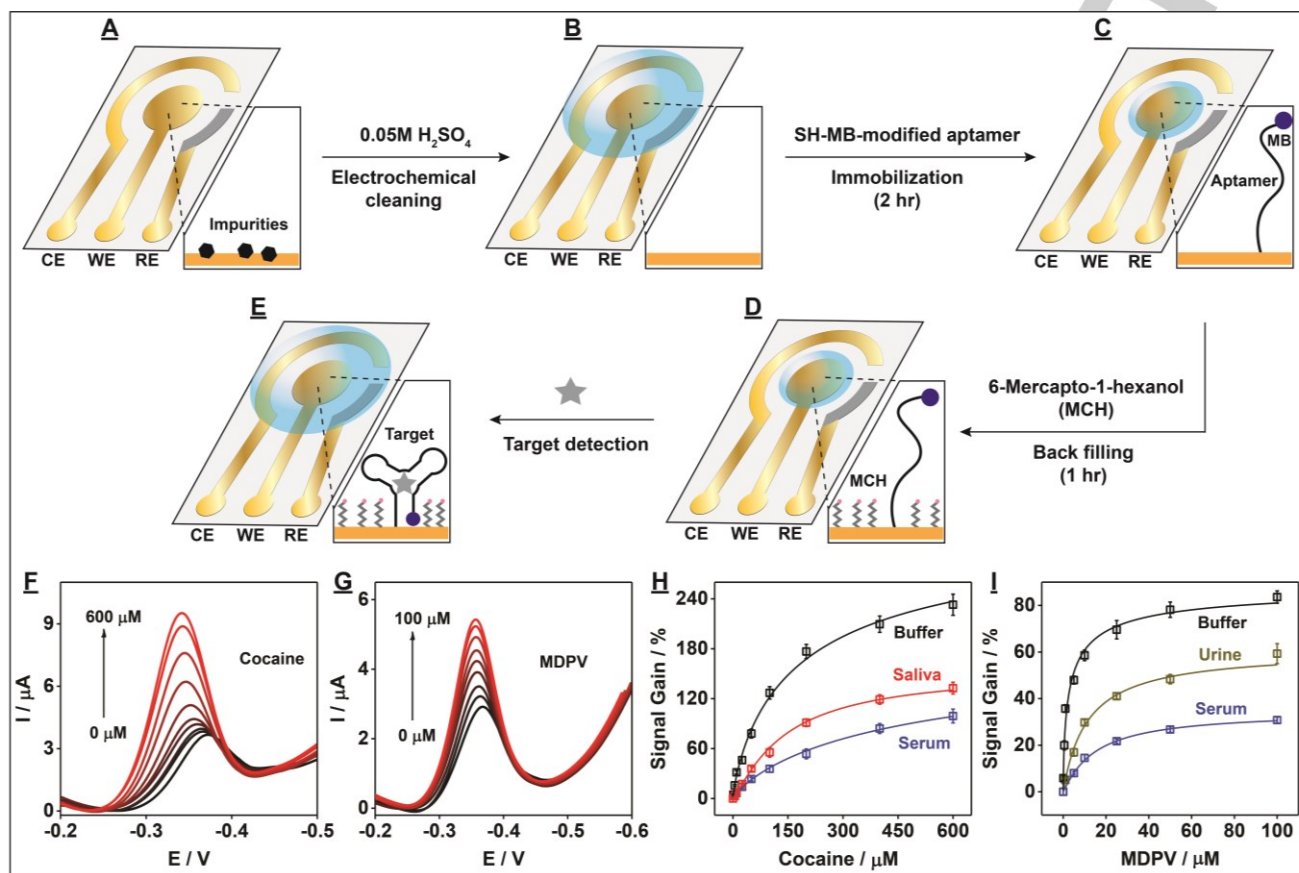 A
B
C
0.05M H₂SO₄
Electrochemical
cleaning
SH-MB-modified aptamer
Immobilization
(2 hr)
MB
Aptamer
Impurities
CE WE RE
CE WE RE
CE WE RE
E
D
6-Mercapto-1-hexanol
(MCH)
Back filling
(1 hr)
Target detection
Target
MCH
CE WE RE
CE WE RE
F
600 μM
Cocaine
0 μM
I / μA
9
6
3
0
-0.2 -0.3 -0.4 -0.5
E / V
G
100 μM
MDPV
0 μM
I / μA
6
4
2
0
-0.2 -0.3 -0.4 -0.5 -0.6
E / V
H
Signal Gain / %
240
180
120
60
0
Buffer
Saliva
Serum
0 150 300 450 600
Cocaine / μM
I
Signal Gain / %
80
60
40
20
0
Buffer
Urine
Serum
0 25 50 75 100
MDPV / μM